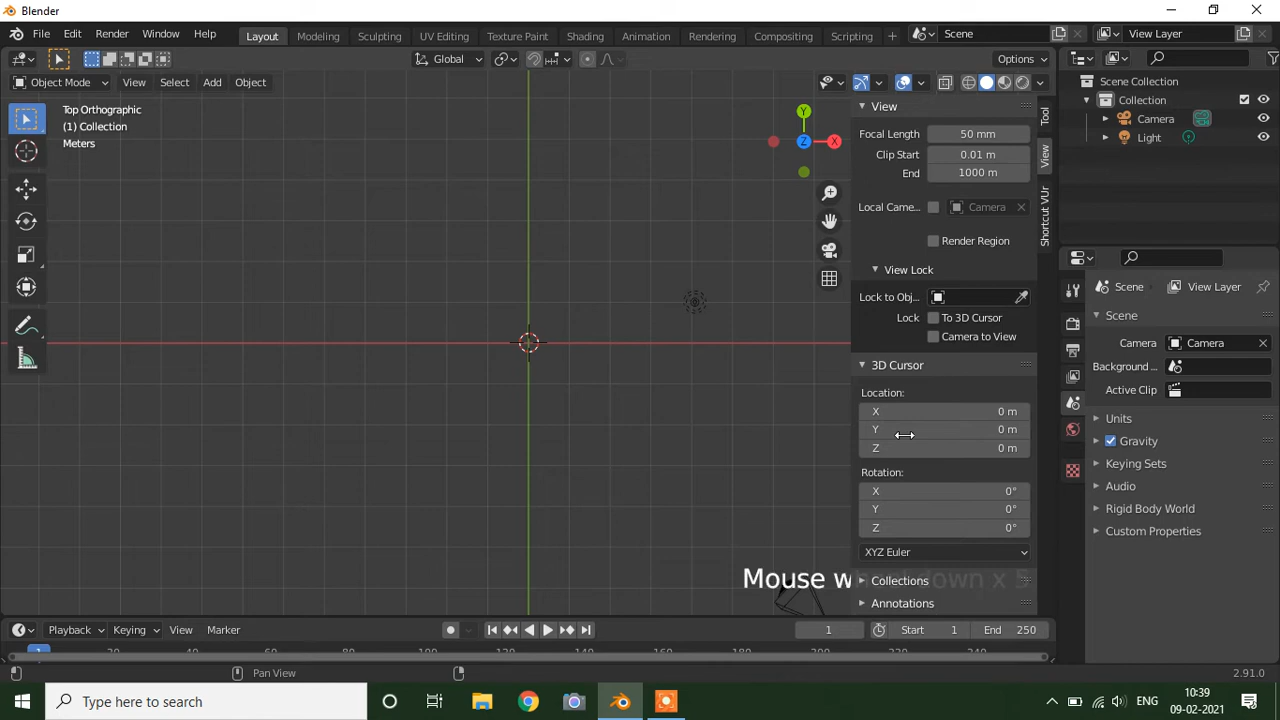 Blender
File Edit Render Window Help Layout Modeling Sculpting UV Editing Texture Paint Shading Animation Rendering Compositing Scripting + Scene View Layer
Global Options
Object Mode View Select Add Object
Top Orthographic
(1) Collection
Meters
Y
Z X
View
Focal Length 50 mm
Clip Start 0.01 m
End 1000 m
Local Came... Camera
Render Region
View Lock
Lock to Obj...
Lock To 3D Cursor
Camera to View
3D Cursor
Location:
X 0 m
Y 0 m
Z 0 m
Rotation:
X 0°
Y 0°
Z 0°
XYZ Euler
Collections
Annotations
Tool
View
Shortcut VUr
Scene Collection
Collection
Camera
Light
Scene View Layer
Scene
Camera Camera
Background ...
Active Clip
Units
Gravity
Keying Sets
Audio
Rigid Body World
Custom Properties
Playback Keying View Marker 1 Start 1 End 250
1
Pan View 2.91.0
Type here to search ENG 10:39
09-02-2021